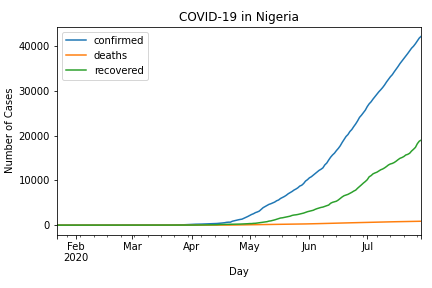 COVID-19 in Nigeria
confirmed
deaths
recovered
Number of Cases
40000
30000
20000
10000
0
Feb Mar Apr May Jun Jul
2020
Day